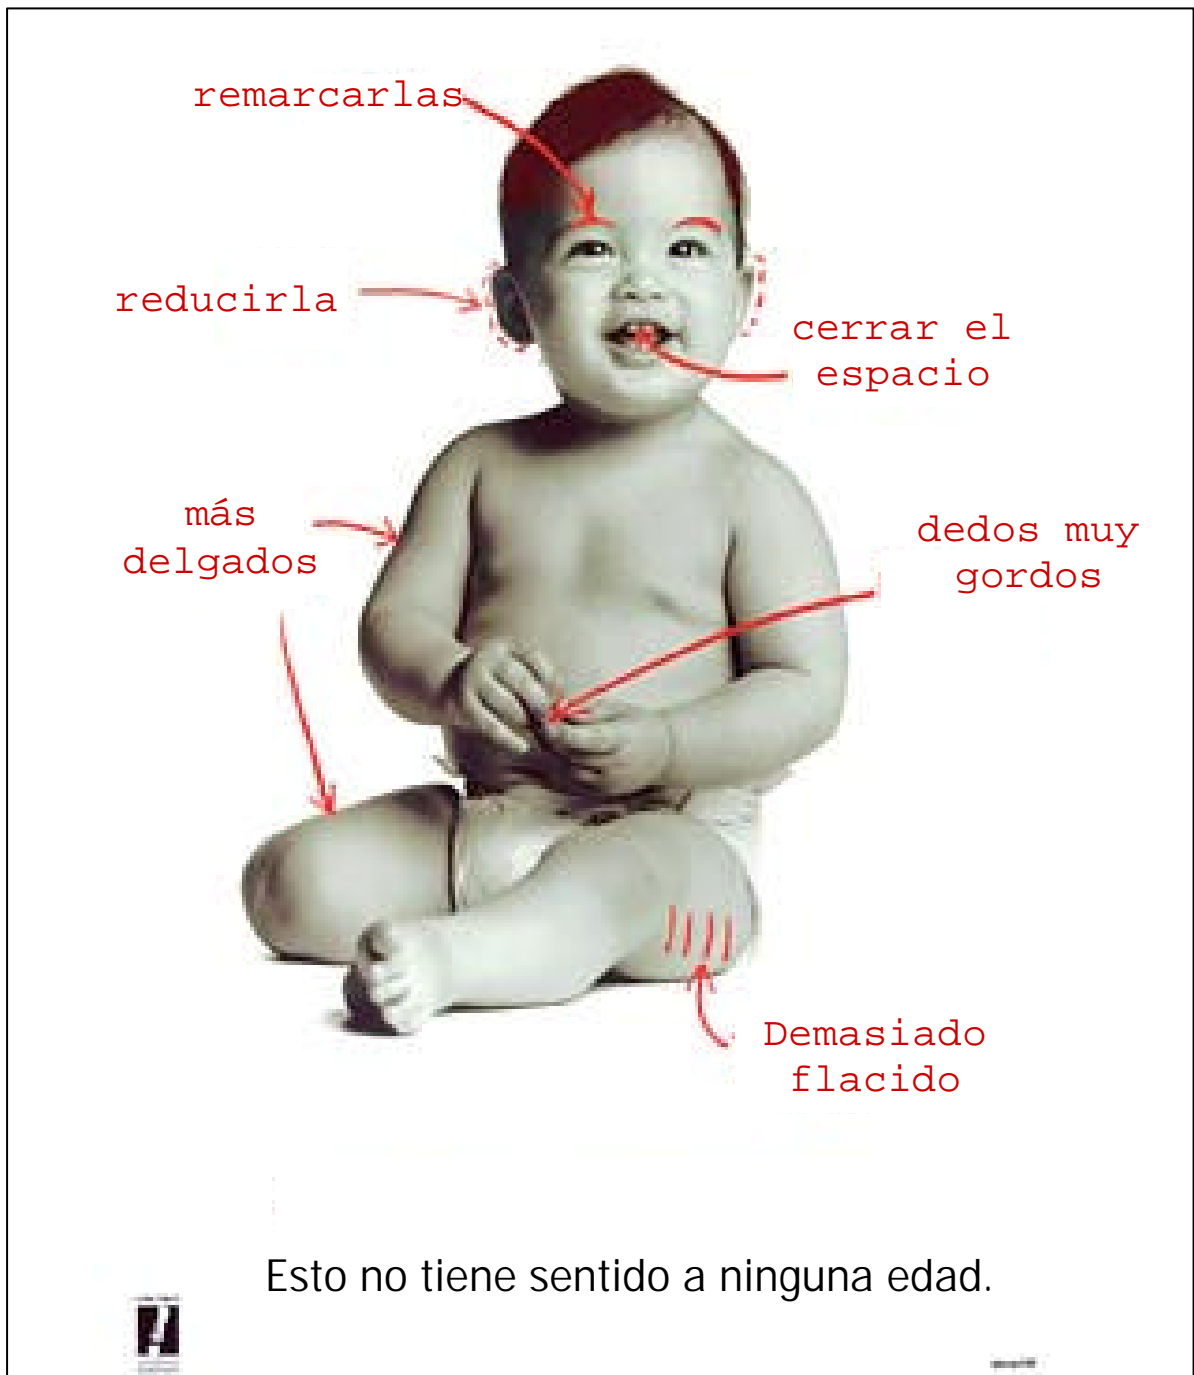 remarcarlas
reducirla
cerrar el
espacio
más
delgados
dedos muy
gordos
Demasiado
flacido
Esto no tiene sentido a ninguna edad.